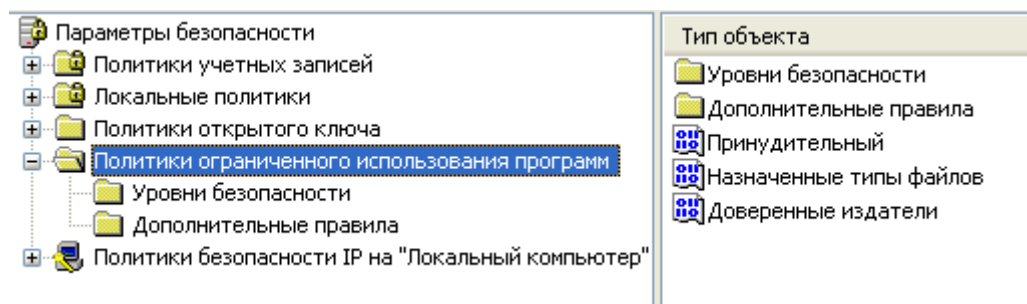 Параметры безопасности
Политики учетных записей
Локальные политики
Политики открытого ключа
Политики ограниченного использования программ
Уровни безопасности
Дополнительные правила
Политики безопасности IP на "Локальный компьютер"
Тип объекта
Уровни безопасности
Дополнительные правила
Принудительный
Назначенные типы файлов
Доверенные издатели